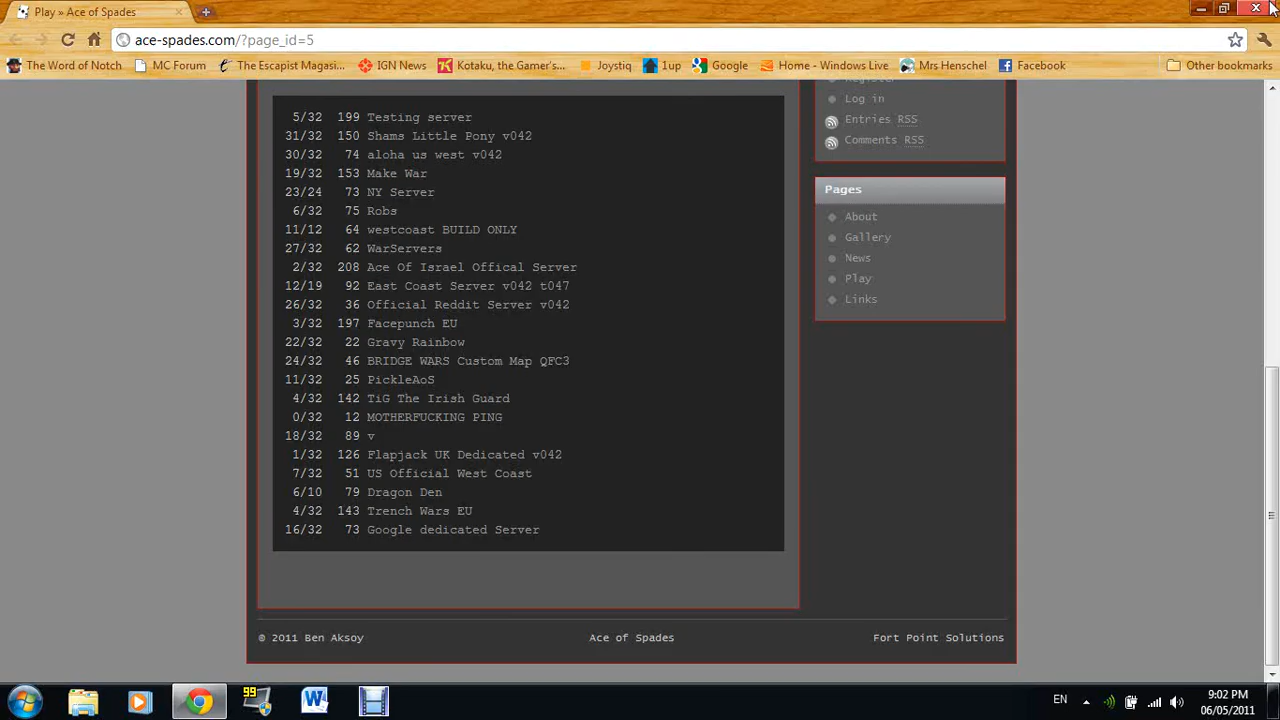 Play » Ace of Spades
ace-spades.com/?page_id=5
The Word of Notch MC Forum The Escapist Magasi... IGN News Kotaku, the Gamer's... Joystiq 1up Google Home - Windows Live Mrs Henschel Facebook Other bookmarks
5/32 199 Testing server
31/32 150 Shams Little Pony v042
30/32 74 aloha us west v042
19/32 153 Make War
23/24 73 NY Server
6/32 75 Robs
11/12 64 westcoast BUILD ONLY
27/32 62 WarServers
2/32 208 Ace Of Israel Offical Server
12/19 92 East Coast Server v042 t047
26/32 36 Official Reddit Server v042
3/32 197 Facepunch EU
22/32 22 Gravy Rainbow
24/32 46 BRIDGE WARS Custom Map QFC3
11/32 25 PickleAoS
4/32 142 TiG The Irish Guard
0/32 12 MOTHERFUCKING PING
18/32 89 v
1/32 126 Flapjack UK Dedicated v042
7/32 51 US Official West Coast
6/10 79 Dragon Den
4/32 143 Trench Wars EU
16/32 73 Google dedicated Server
Log in
Entries RSS
Comments RSS
Pages
About
Gallery
News
Play
Links
© 2011 Ben Aksoy Ace of Spades Fort Point Solutions
99
EN
9:02 PM
06/05/2011